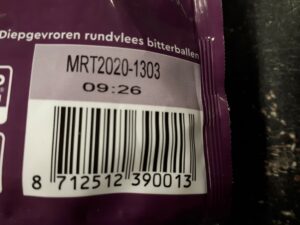 Diepgevroren rundvlees bitterballen
MRT2020-1303
09:26
8 712512 390013